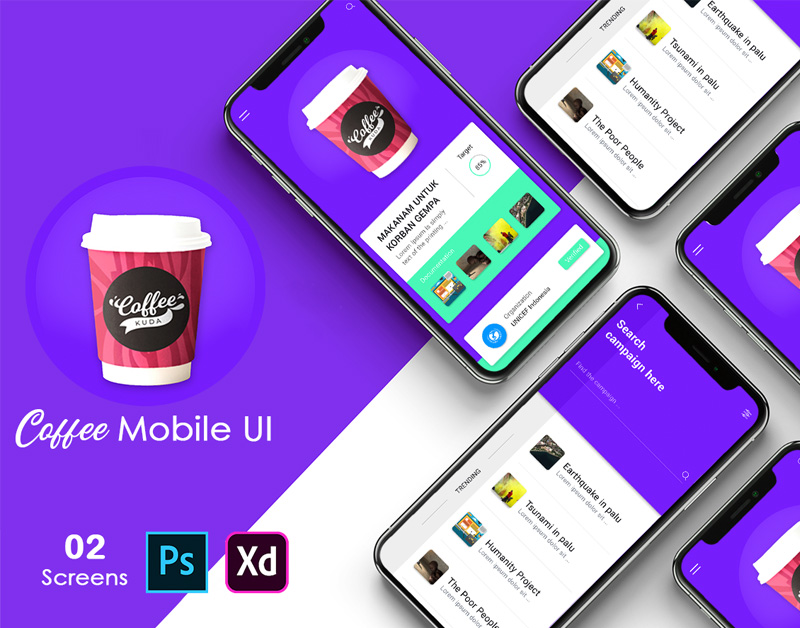 Coffee
KUDA
Coffee Mobile UI
02
Screens
Ps
Xd
Coffee
KUDA
Target
85%
MAKANAM UNTUK
KORBAN GEMPA
Lorem Ipsum is simply
text of the printing ...
Documentation
Verified
Organization
UNICEF Indonesia
TRENDING
Earthquake in palu
Lorem ipsum dolor sit ...
Tsunami in palu
Lorem ipsum dolor sit ...
Humanity Project
Lorem ipsum dolor sit ...
The Poor People
Lorem ipsum dolor sit ...
Search
campaign here
Find the campaign...
TRENDING
Earthquake in palu
Lorem ipsum dolor sit ...
Tsunami in palu
Lorem ipsum dolor sit ...
Humanity Project
Lorem ipsum dolor sit ...
The Poor People
Lorem ipsum dolor sit ...